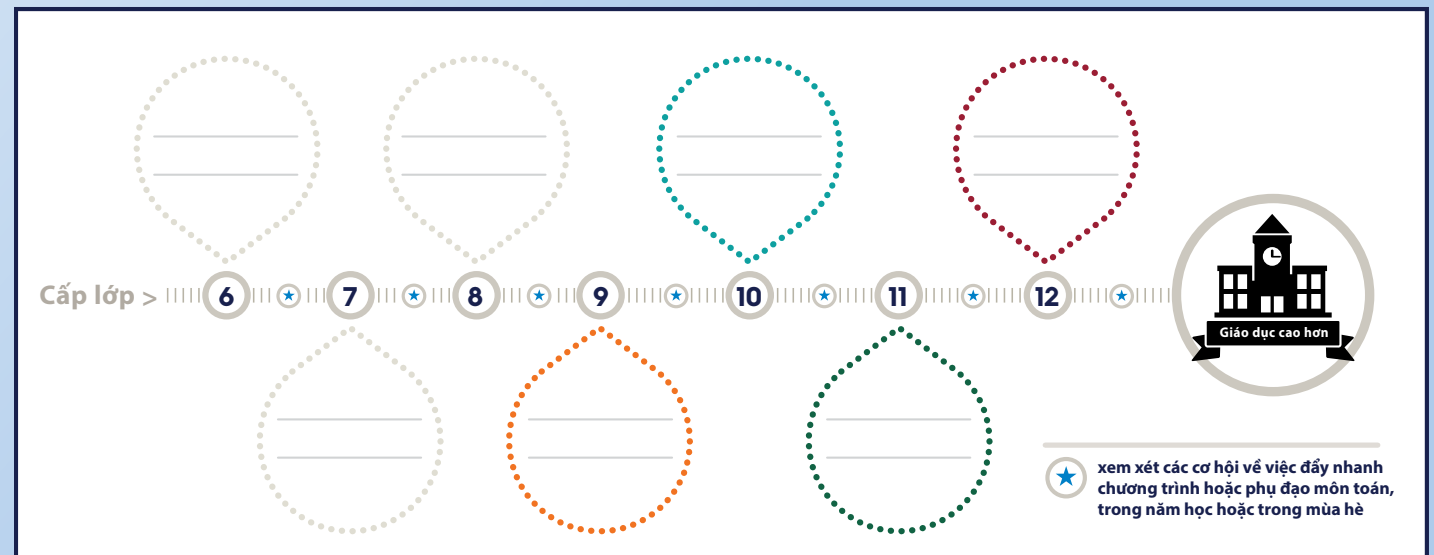 Cấp lớp > 6 7 8 9 10 11 12
Giáo dục cao hơn
xem xét các cơ hội về việc đẩy nhanh
chương trình hoặc phụ đạo môn toán,
trong năm học hoặc trong mùa hè